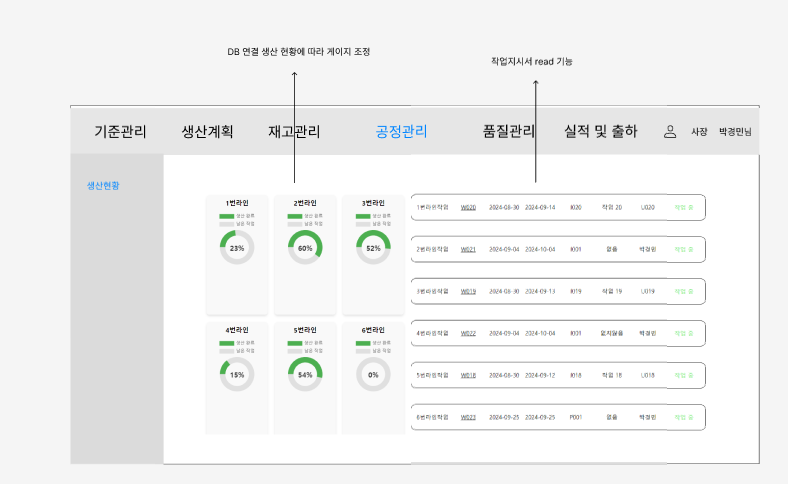 DB 연결 생산 현황에 따라 게이지 조정
작업지시서 read 기능
기준관리 생산계획 재고관리 공정관리 품질관리 실적 및 출하 사장 박경민님
생산현황
1번라인 2번라인 3번라인
생산 완료 생산 완료 생산 완료
남은 작업 남은 작업 남은 작업
23% 60% 52%
4번라인 5번라인 6번라인
생산 완료 생산 완료 생산 완료
남은 작업 남은 작업 남은 작업
15% 54% 0%
1번라인작업 W020 2024-08-30 2024-09-14 I020 작업 20 U020 작업 중
2번라인작업 W021 2024-09-04 2024-10-04 I001 없음 박경민 작업 중
3번라인작업 W019 2024-08-30 2024-09-13 I019 작업 19 U019 작업 중
4번라인작업 W022 2024-09-04 2024-10-04 I001 없지않음 박경민 작업 중
5번라인작업 W018 2024-08-30 2024-09-12 I018 작업 18 U018 작업 중
6번라인작업 W023 2024-09-25 2024-09-25 P001 없음 박경민 작업 중